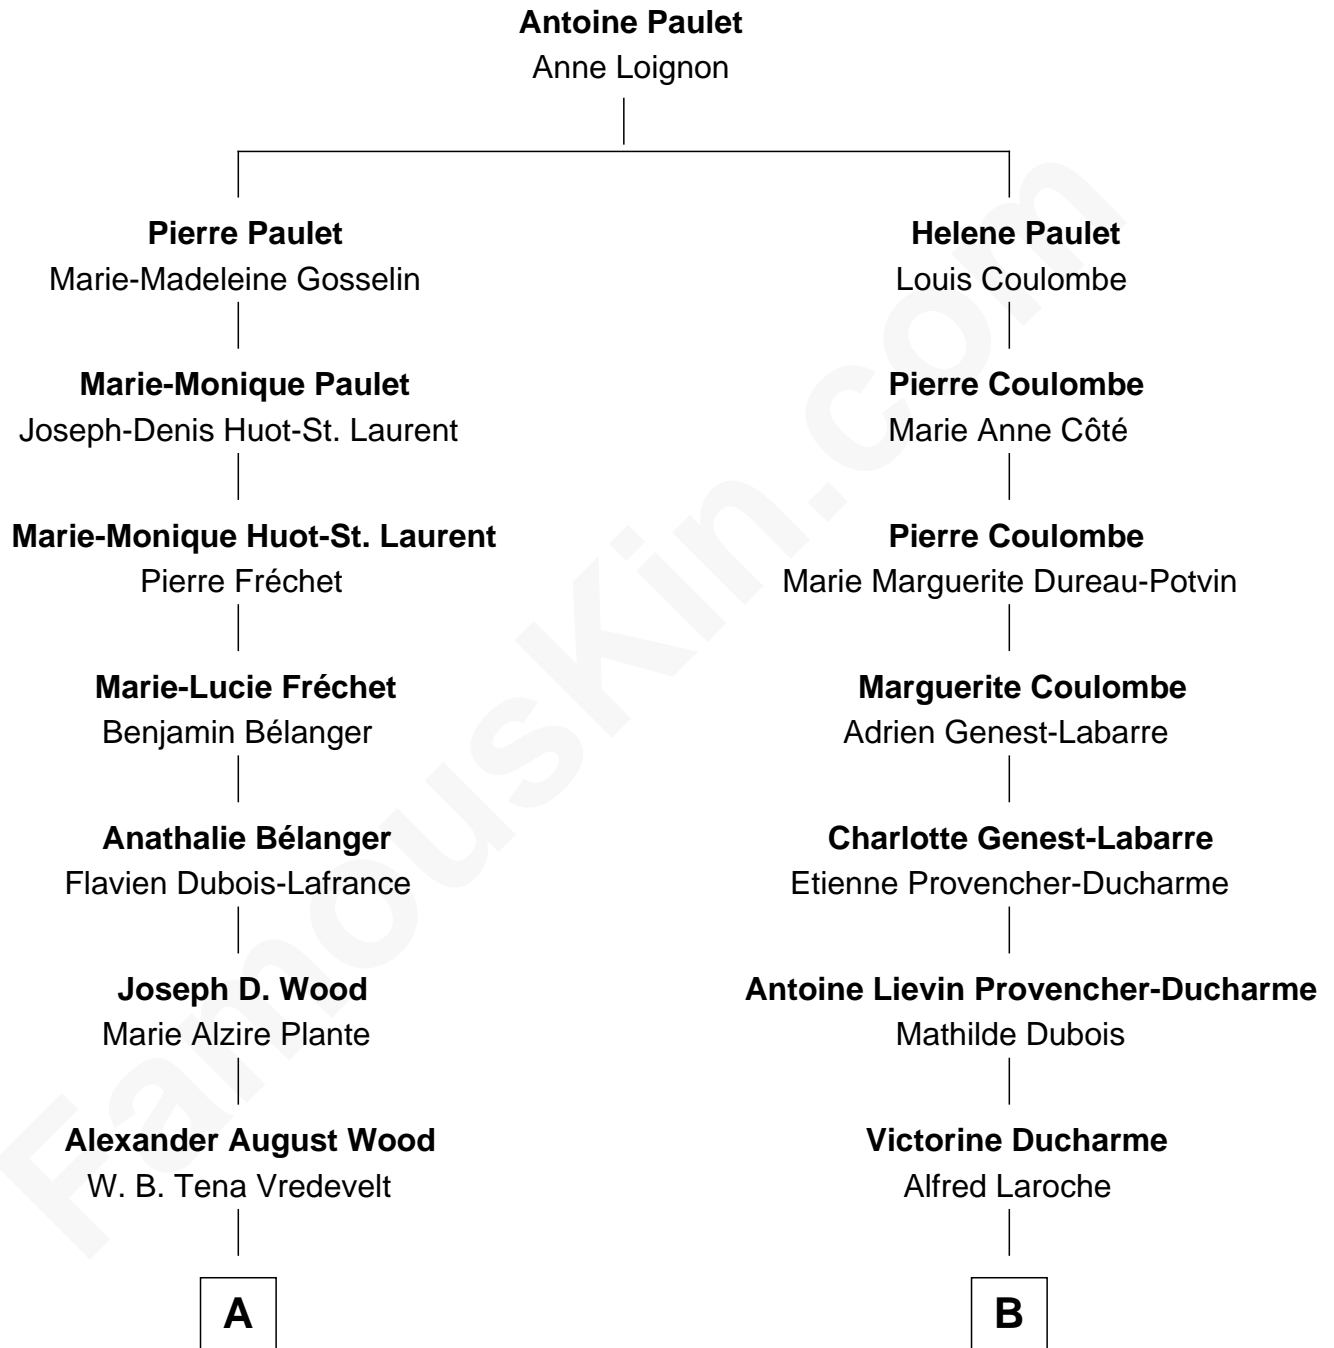 Antoine Paulet
Anne Loignon
Pierre Paulet
Marie-Madeleine Gosselin
Helene Paulet
Louis Coulombe
Marie-Monique Paulet
Joseph-Denis Huot-St. Laurent
Pierre Coulombe
Marie Anne Côté
Marie-Monique Huot-St. Laurent
Pierre Fréchet
Pierre Coulombe
Marie Marguerite Dureau-Potvin
Marie-Lucie Fréchet
Benjamin Bélanger
Marguerite Coulombe
Adrien Genest-Labarre
Anathalie Bélanger
Flavien Dubois-Lafrance
Charlotte Genest-Labarre
Etienne Provencher-Ducharme
Joseph D. Wood
Marie Alzire Plante
Antoine Lievin Provencher-Ducharme
Mathilde Dubois
Alexander August Wood
W. B. Tena Vredevelt
Victorine Ducharme
Alfred Laroche
A
B
FamousKin.com